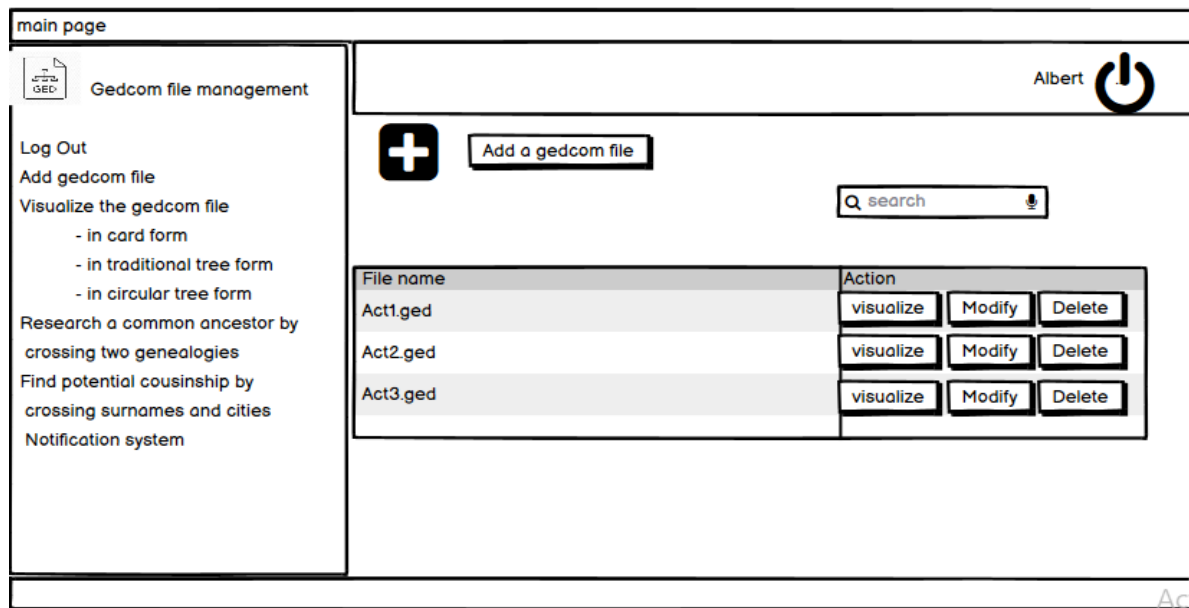 main page
GED
Gedcom file management
Albert
Log Out
Add gedcom file
Visualize the gedcom file
- in card form
- in traditional tree form
- in circular tree form
Research a common ancestor by
crossing two genealogies
Find potential cousinship by
crossing surnames and cities
Notification system
Add a gedcom file
search
File name Action
Act1.ged visualize Modify Delete
Act2.ged visualize Modify Delete
Act3.ged visualize Modify Delete
Ac